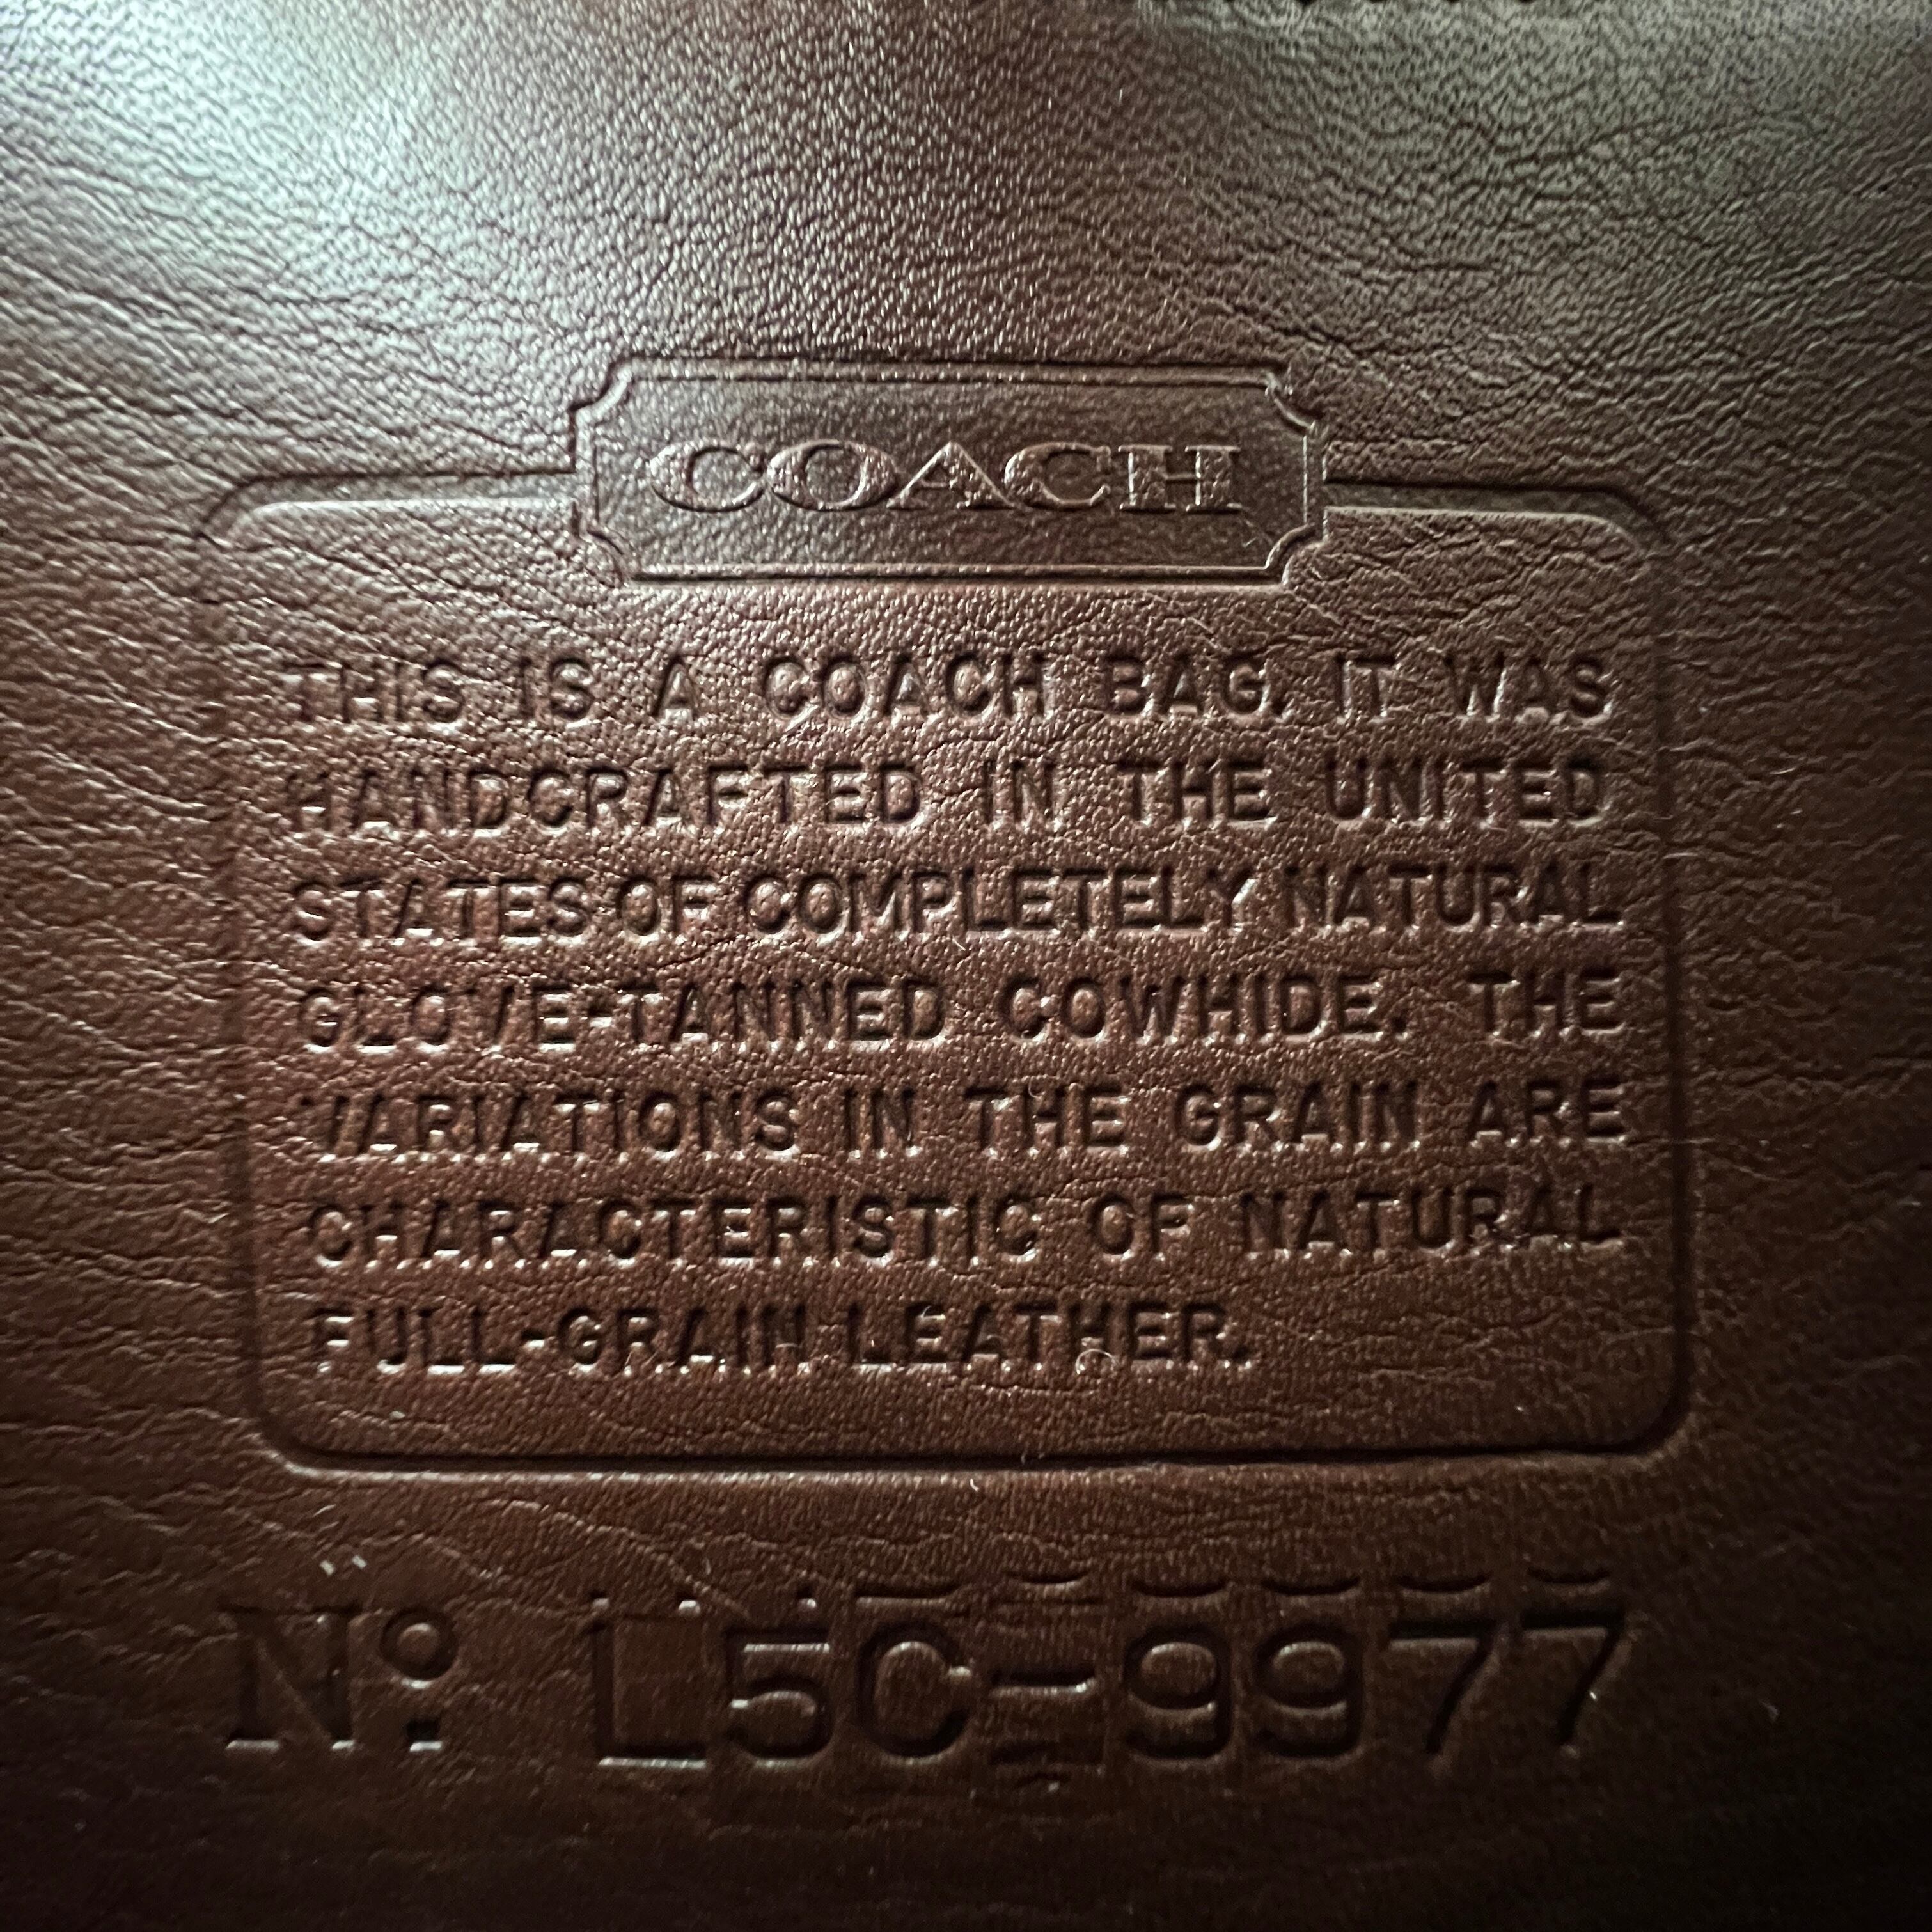 COACH
THIS IS A COACH BAG. IT WAS
HANDCRAFTED IN THE UNITED
STATES OF COMPLETELY NATURAL
GLOVE-TANNED COWHIDE. THE
VARIATIONS IN THE GRAIN ARE
CHARACTERISTIC OF NATURAL
FULL-GRAIN LEATHER.
Nº L5C-9977